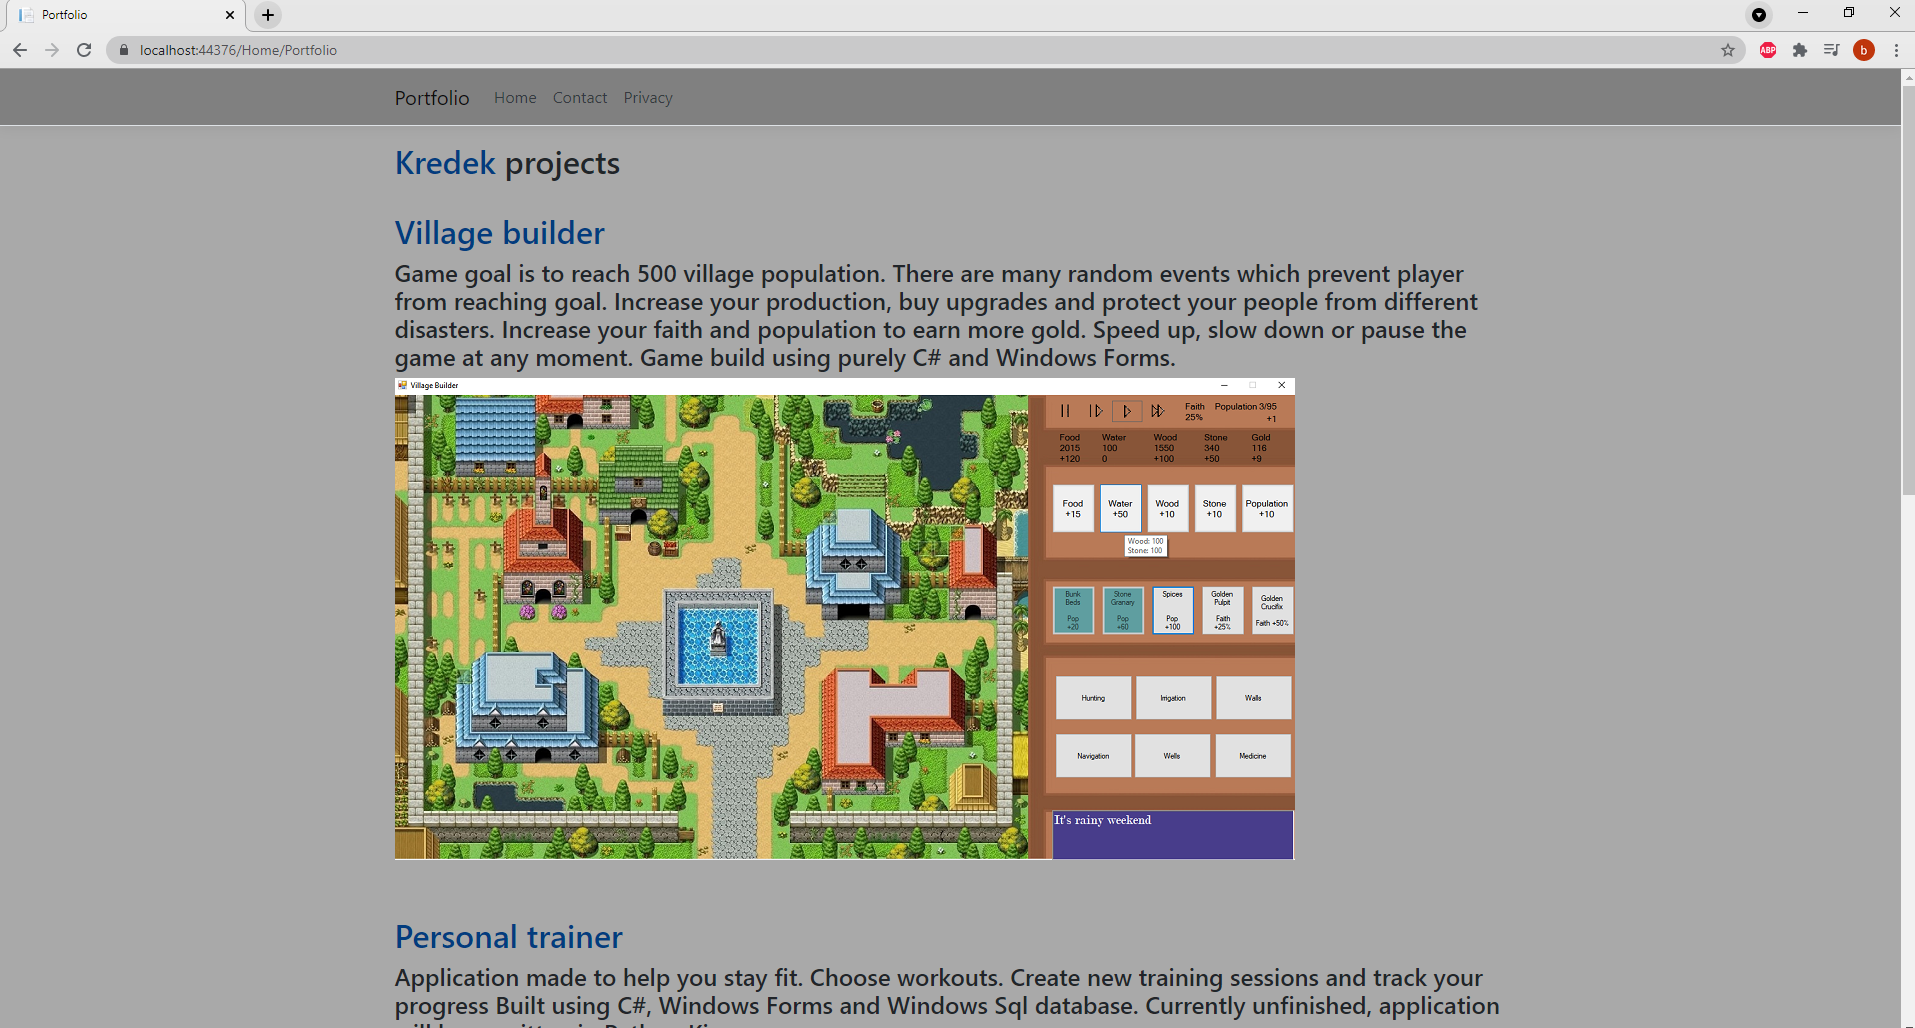 Portfolio
localhost:44376/Home/Portfolio
ABP
b
Portfolio Home Contact Privacy
Kredek projects
Village builder
Game goal is to reach 500 village population. There are many random events which prevent player
from reaching goal. Increase your production, buy upgrades and protect your people from different
disasters. Increase your faith and population to earn more gold. Speed up, slow down or pause the
game at any moment. Game build using purely C# and Windows Forms.
Village Builder
Faith Population 3/95
25% +1
Food Water Wood Stone Gold
2015 100 1550 340 116
+120 0 +100 +50 +9
Food Water Wood Stone Population
+15 +50 +10 +10 +10
Wood: 100
Stone: 100
Bunk Beds Pop +20
Stone Granary Pop +60
Spices Pop +100
Golden Pulpit Faith +25%
Golden Crucifix Faith +50%
Hunting Irrigation Walls
Navigation Wells Medicine
It's rainy weekend
Personal trainer
Application made to help you stay fit. Choose workouts. Create new training sessions and track your
progress Built using C#, Windows Forms and Windows Sql database. Currently unfinished, application